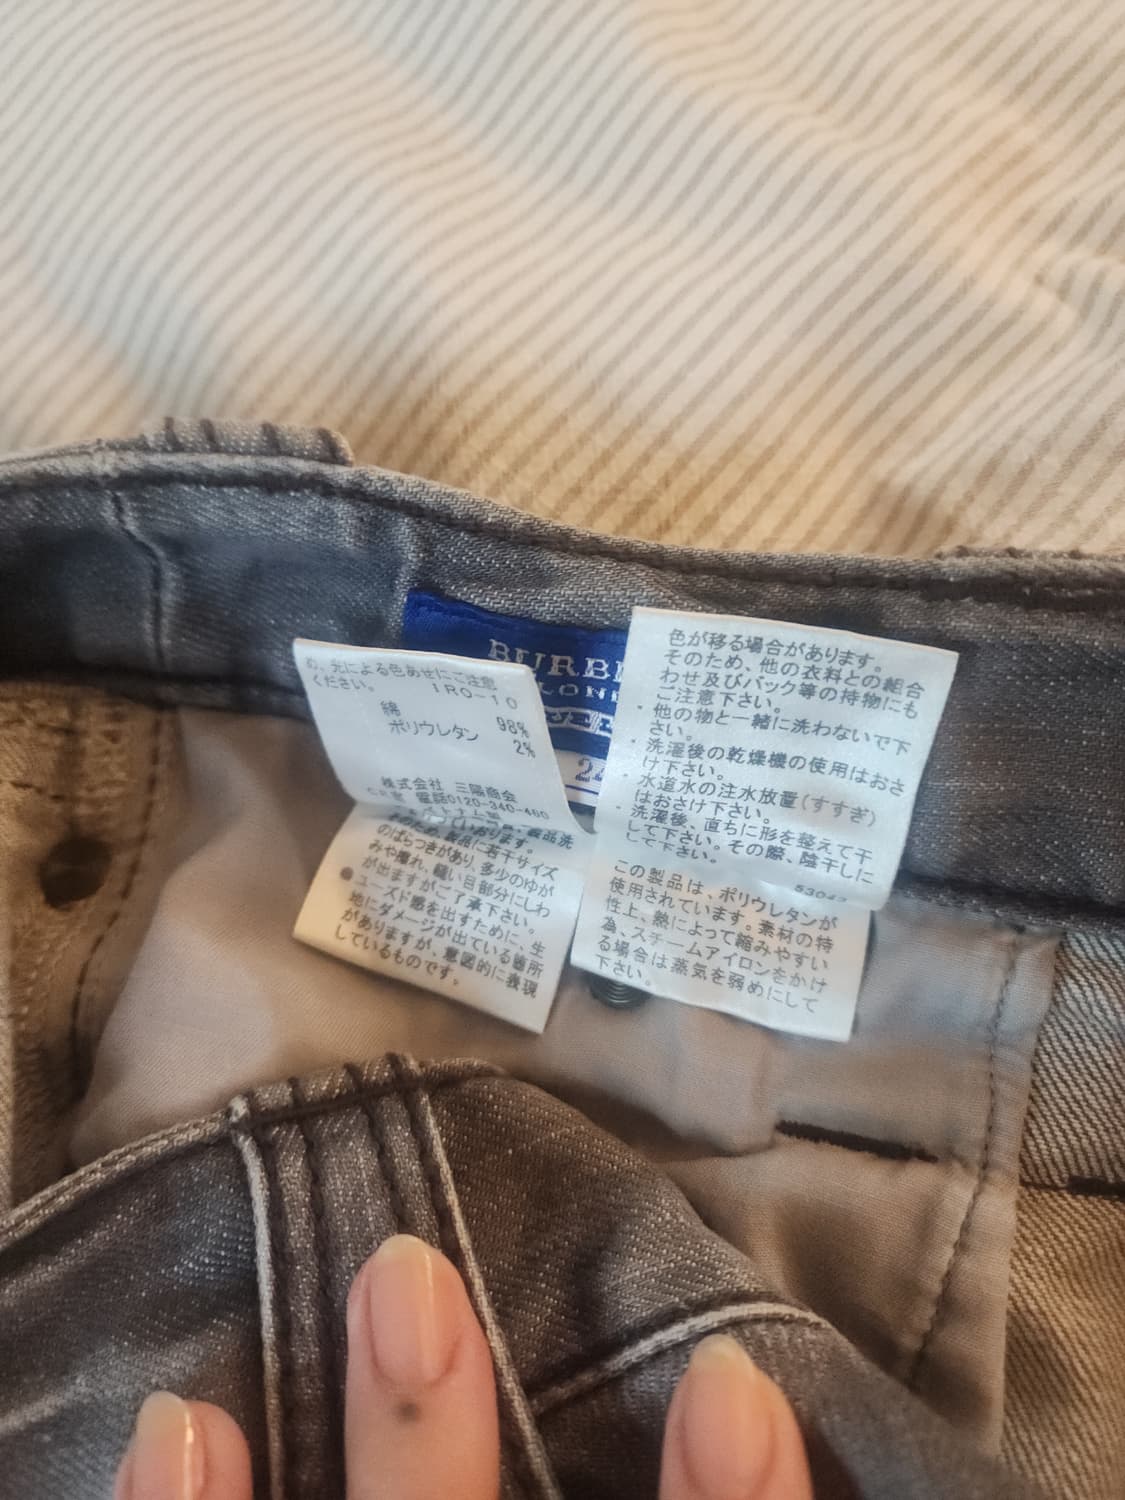 BURBE
LOND
24
め、光による色あせにご注意
ください。 1RO-10
綿 98%
ポリウレタン 2%
株式会社 三陽商会
電話0120-340-460
製品洗
のばらつきがあり、多少のゆが
みや擦れ、縫い目部分にしわ
が出ますがご了承下さい。
●ユーズド感を出すために、生
地にダメージが出ている箇所
がありますが、意図的に表現
しているものです。
色が移る場合があります。
そのため、他の衣料との組合
わせ及びバック等の持物にも
ご注意下さい。
・他の物と一緒に洗わないで下
さい。
・洗濯後の乾燥機の使用はおさ
け下さい。
・水道水の注水放置(すすぎ)
はおさけ下さい。
・洗濯後、直ちに形を整えて干
して下さい。その際、陰干しに
して下さい。
この製品は、ポリウレタンが
使用されています。素材の特
性上、熱によって縮みやすい
為、スチームアイロンをかけ
る場合は蒸気を弱めにして
下さい。